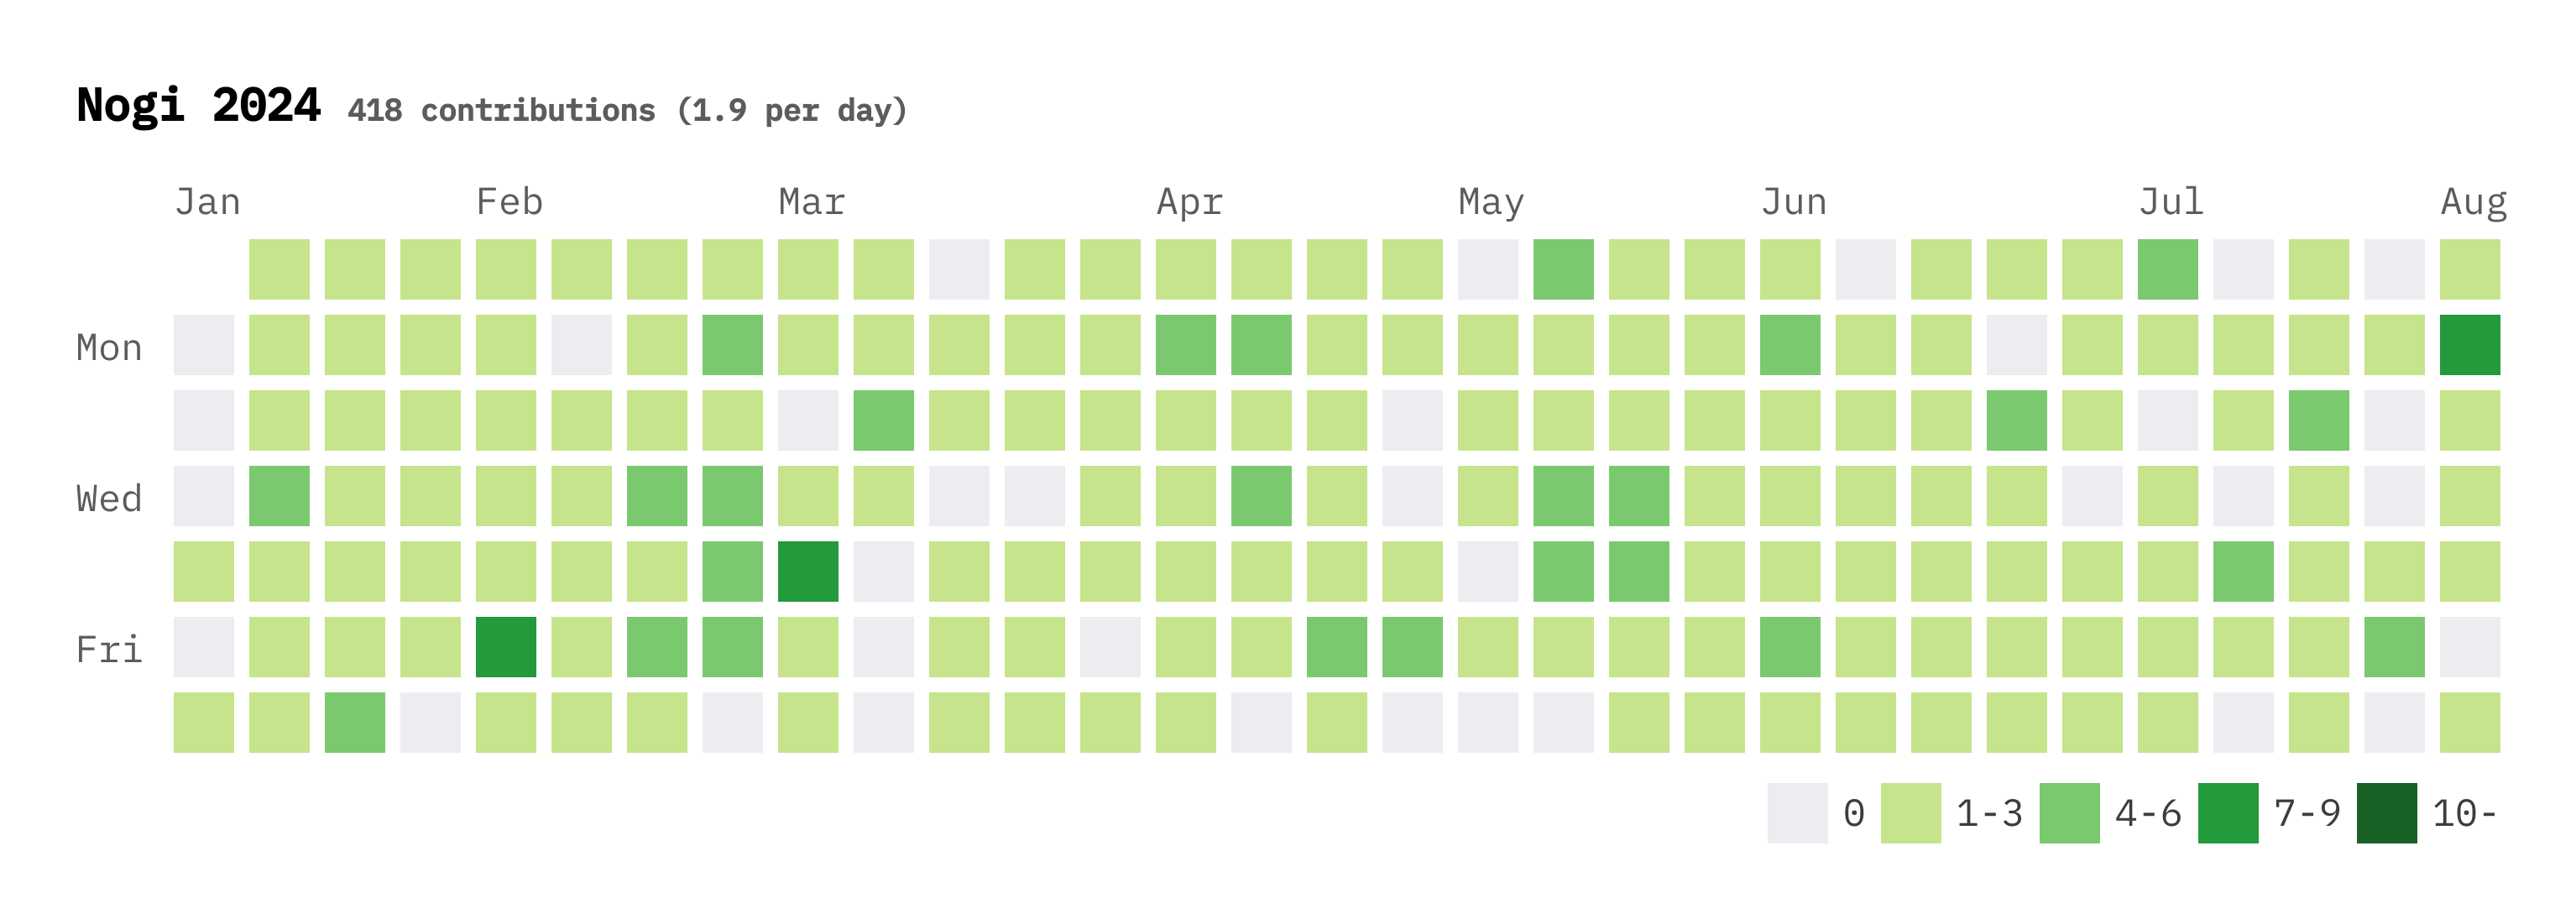 Nogi 2024 418 contributions (1.9 per day)
Jan Feb Mar Apr May Jun Jul Aug
Mon
Wed
Fri
0 1-3 4-6 7-9 10-